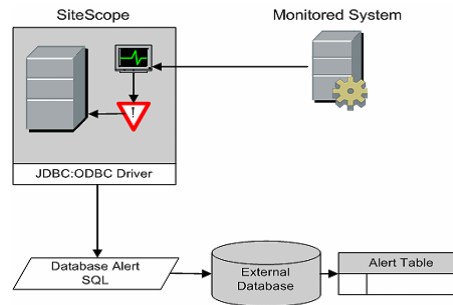 SiteScope
Monitored System
!
JDBC:ODBC Driver
Database Alert
SQL
External
Database
Alert Table